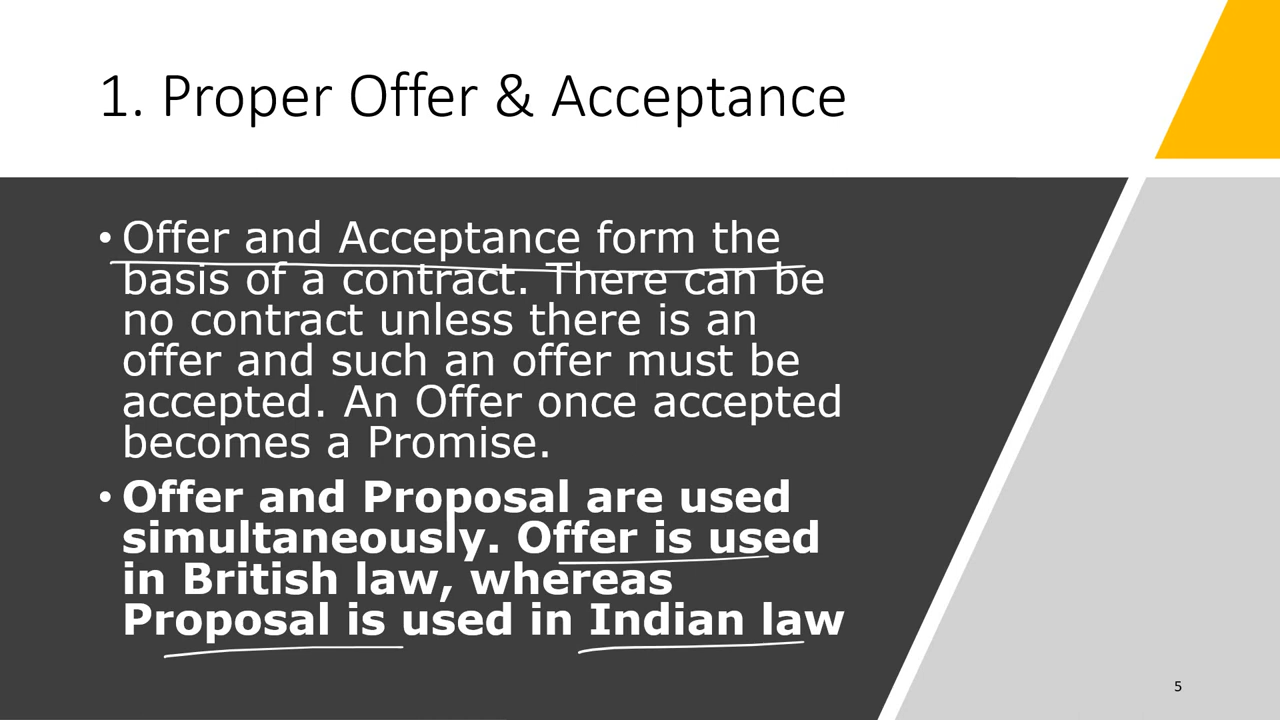 1. Proper Offer & Acceptance
• Offer and Acceptance form the
basis of a contract. There can be
no contract unless there is an
offer and such an offer must be
accepted. An Offer once accepted
becomes a Promise.
• Offer and Proposal are used
simultaneously. Offer is used
in British law, whereas
Proposal is used in Indian law
5